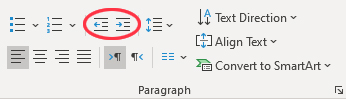 Text Direction
Align Text
Convert to SmartArt
Paragraph